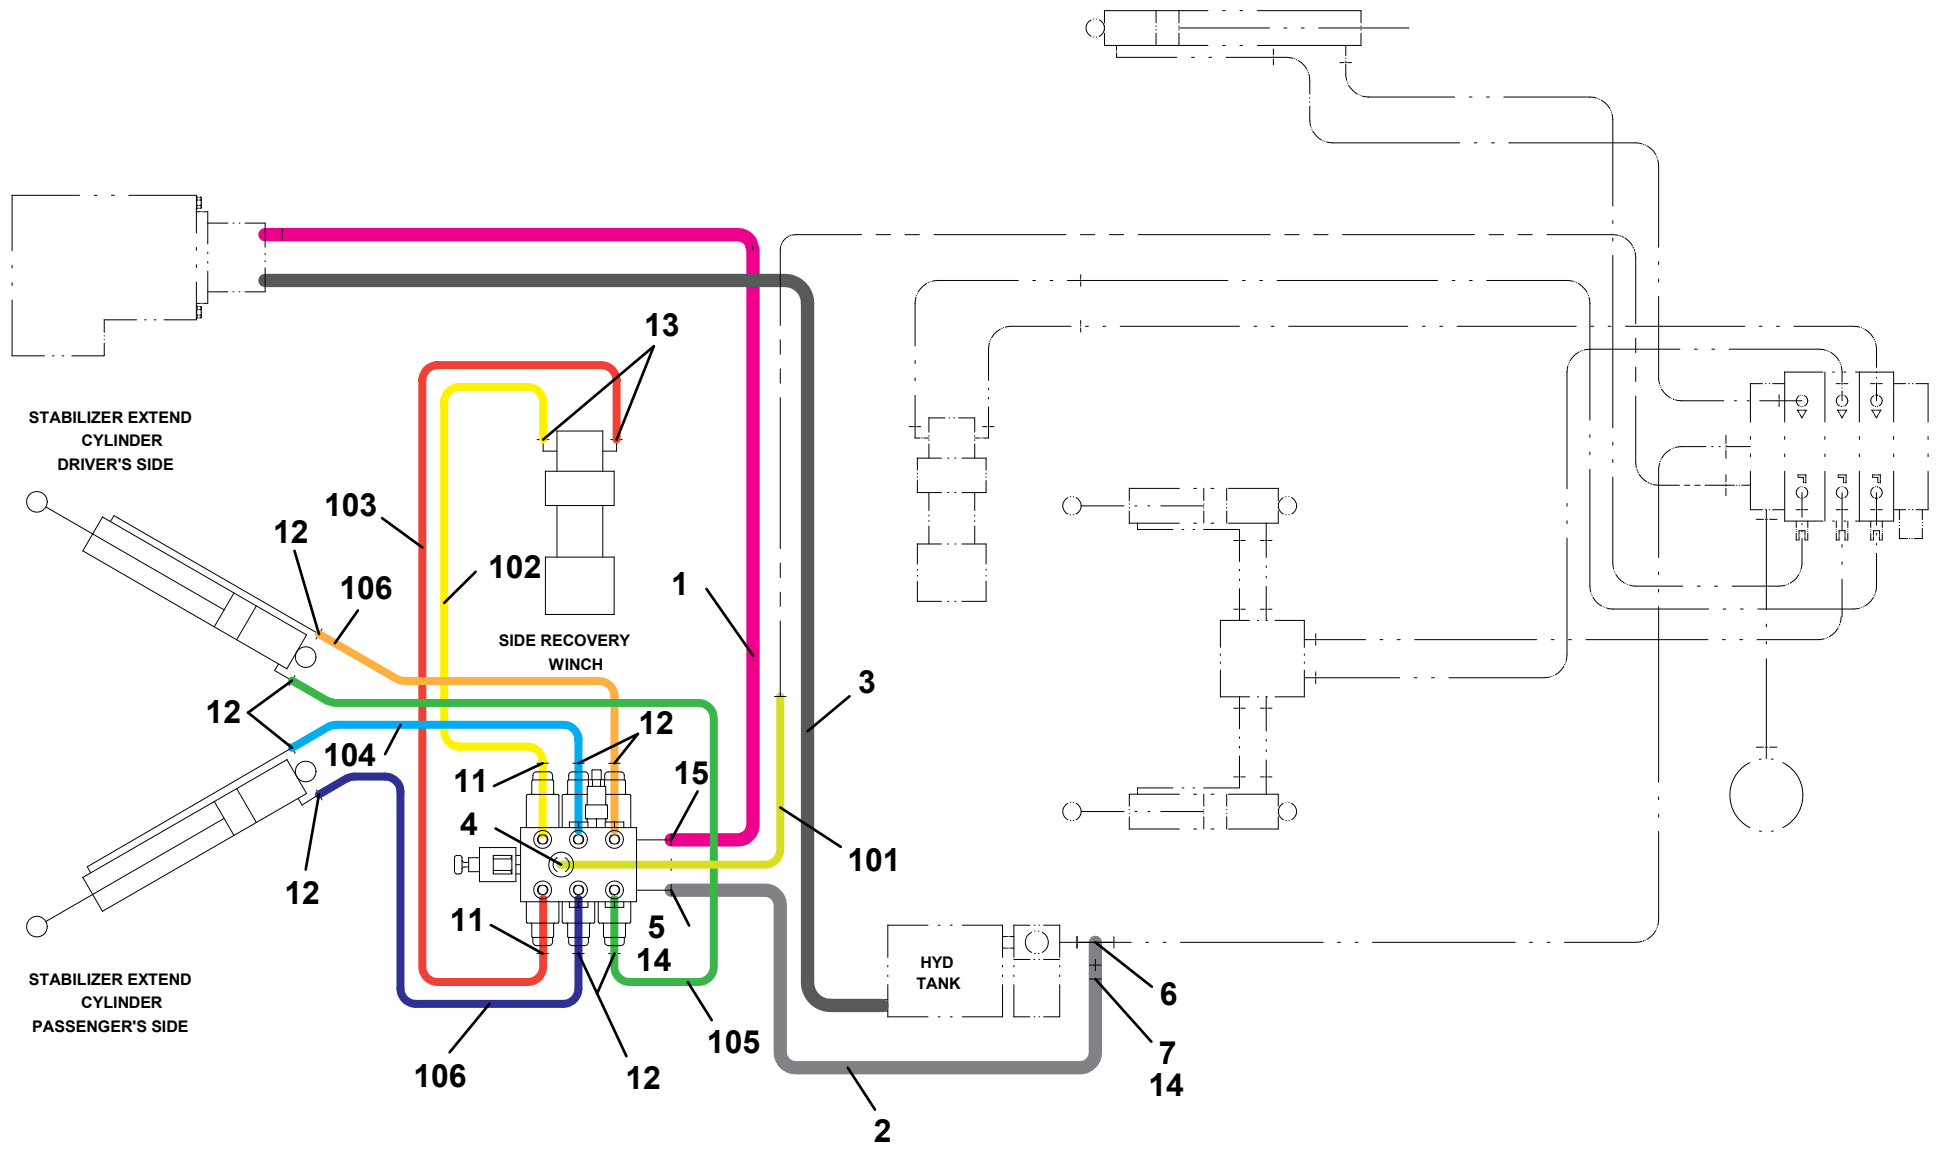 13
STABILIZER EXTEND
CYLINDER
DRIVER'S SIDE
103
12
102
106
1
SIDE RECOVERY
WINCH
3
12
12
104
11
15
4
101
12
11
5
14
HYD
TANK
STABILIZER EXTEND
CYLINDER
PASSENGER'S SIDE
6
105
7
14
106
12
2